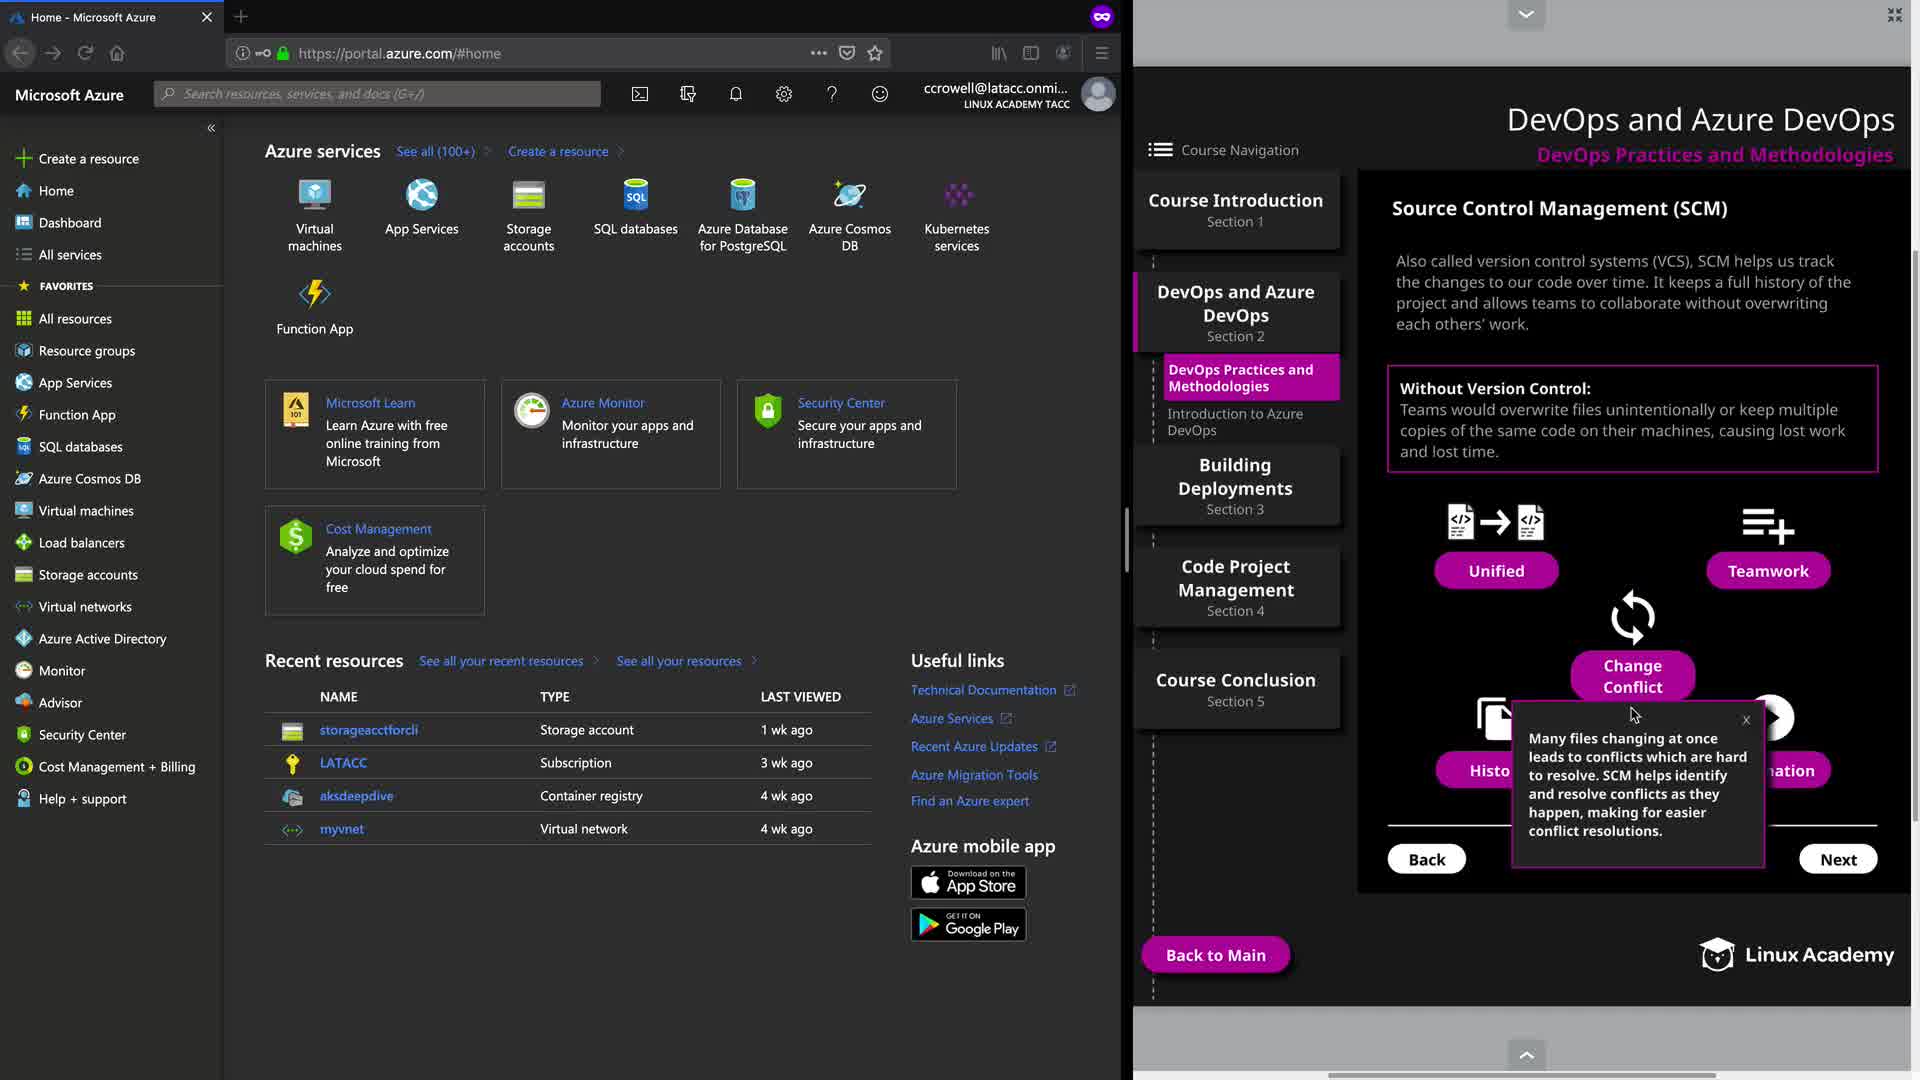 Home - Microsoft Azure
https://portal.azure.com/#home
Microsoft Azure
Search resources, services, and docs (G+/)
ccrowell@latacc.onmi...
LINUX ACADEMY TACC
Create a resource
Home
Dashboard
All services
FAVORITES
All resources
Resource groups
App Services
Function App
SQL databases
Azure Cosmos DB
Virtual machines
Load balancers
Storage accounts
Virtual networks
Azure Active Directory
Monitor
Advisor
Security Center
Cost Management + Billing
Help + support
Azure services
See all (100+)
Create a resource
Virtual
machines
App Services
Storage
accounts
SQL
SQL databases
Azure Database
for PostgreSQL
Azure Cosmos
DB
Kubernetes
services
Function App
101
Microsoft Learn
Learn Azure with free
online training from
Microsoft
Azure Monitor
Monitor your apps and
infrastructure
Security Center
Secure your apps and
infrastructure
Cost Management
Analyze and optimize
your cloud spend for
free
Recent resources
See all your recent resources
See all your resources
NAME TYPE LAST VIEWED
storageacctforcli Storage account 1 wk ago
LATACC Subscription 3 wk ago
aksdeepdive Container registry 4 wk ago
myvnet Virtual network 4 wk ago
Useful links
Technical Documentation
Azure Services
Recent Azure Updates
Azure Migration Tools
Find an Azure expert
Azure mobile app
Download on the
App Store
GET IT ON
Google Play
DevOps and Azure DevOps
DevOps Practices and Methodologies
Course Navigation
Course Introduction
Section 1
DevOps and Azure
DevOps
Section 2
DevOps Practices and
Methodologies
Introduction to Azure
DevOps
Building
Deployments
Section 3
Code Project
Management
Section 4
Course Conclusion
Section 5
Back to Main
Source Control Management (SCM)
Also called version control systems (VCS), SCM helps us track
the changes to our code over time. It keeps a full history of the
project and allows teams to collaborate without overwriting
each others' work.
Without Version Control:
Teams would overwrite files unintentionally or keep multiple
copies of the same code on their machines, causing lost work
and lost time.
Unified
Teamwork
Change
Conflict
Histo
mation
x
Many files changing at once
leads to conflicts which are hard
to resolve. SCM helps identify
and resolve conflicts as they
happen, making for easier
conflict resolutions.
Back
Next
Linux Academy